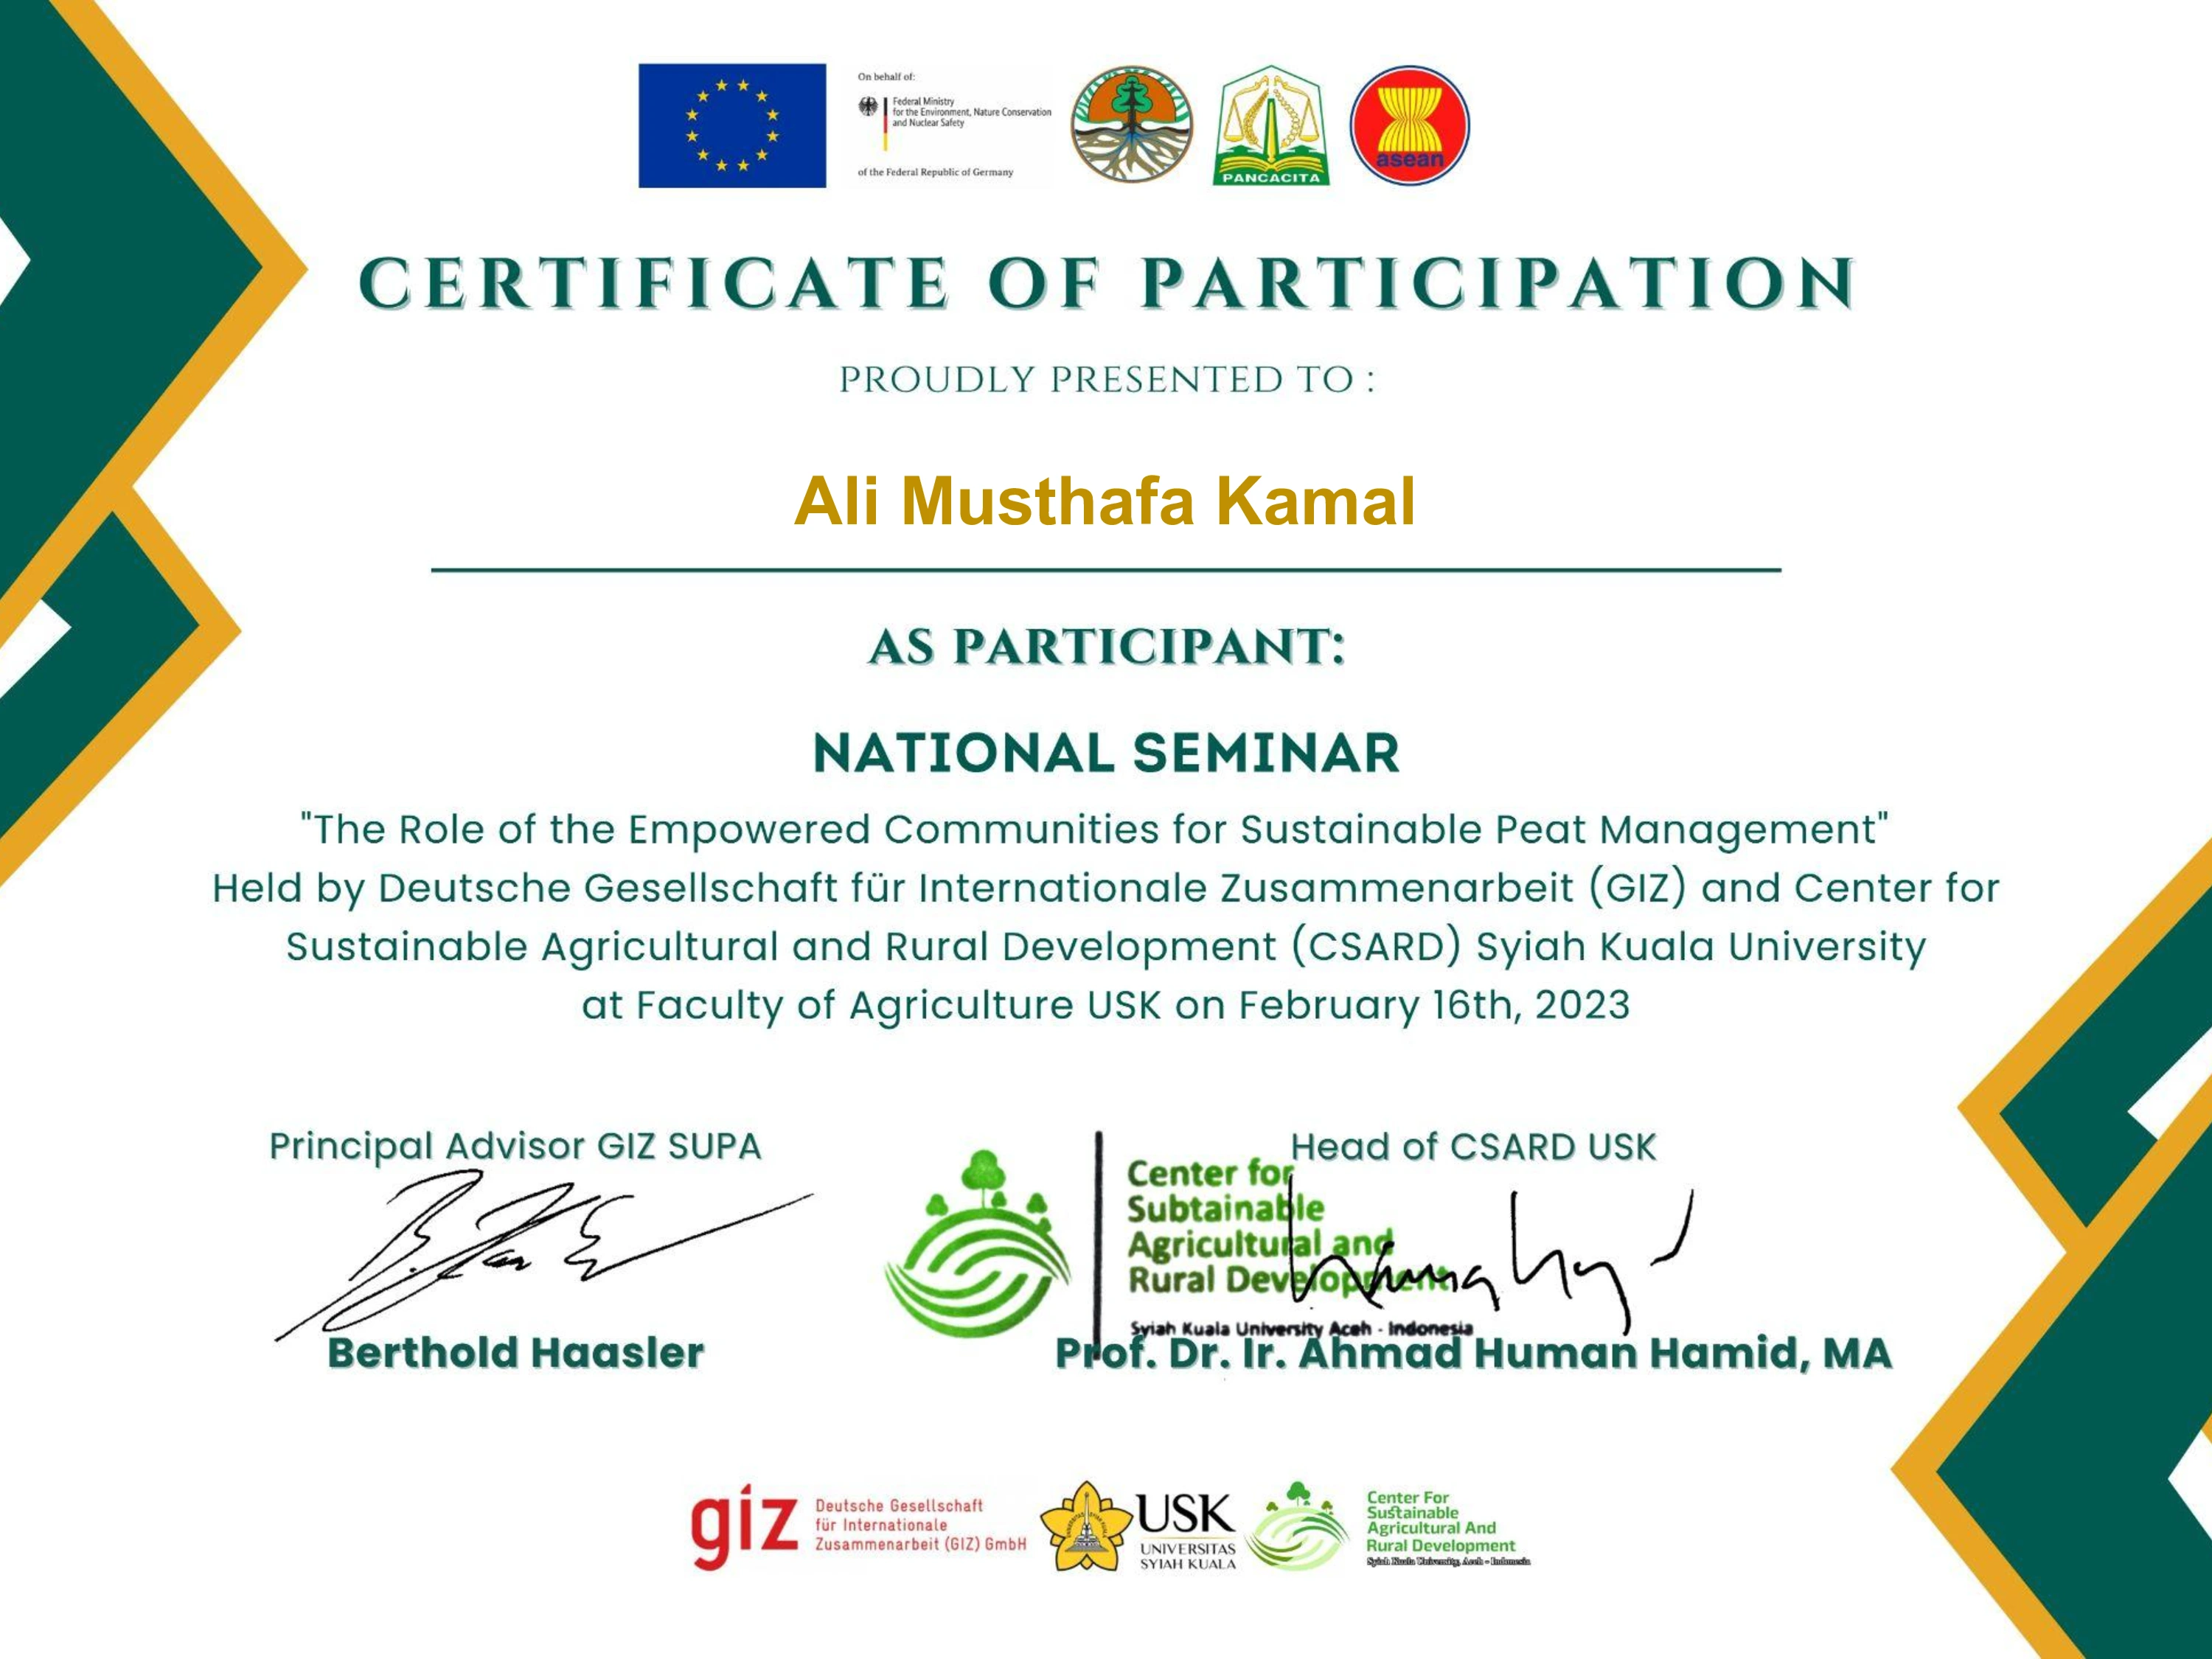 On behalf of:
Federal Ministry
for the Environment, Nature Conservation
and Nuclear Safety
of the Federal Republic of Germany
PANCACITA
asean
CERTIFICATE OF PARTICIPATION
PROUDLY PRESENTED TO :
Ali Musthafa Kamal
AS PARTICIPANT:
NATIONAL SEMINAR
"The Role of the Empowered Communities for Sustainable Peat Management"
Held by Deutsche Gesellschaft für Internationale Zusammenarbeit (GIZ) and Center for
Sustainable Agricultural and Rural Development (CSARD) Syiah Kuala University
at Faculty of Agriculture USK on February 16th, 2023
Principal Advisor GIZ SUPA
Berthold Haasler
Head of CSARD USK
Center for
Subtainable
Agricultural and
Rural Development
Syiah Kuala University Aceh - Indonesia
Prof. Dr. Ir. Ahmad Human Hamid, MA
giz
Deutsche Gesellschaft
für Internationale
Zusammenarbeit (GIZ) GmbH
USK
UNIVERSITAS
SYIAH KUALA
Center For
Sustainable
Agricultural And
Rural Development
Syiah Kuala University, Aceh - Indonesia